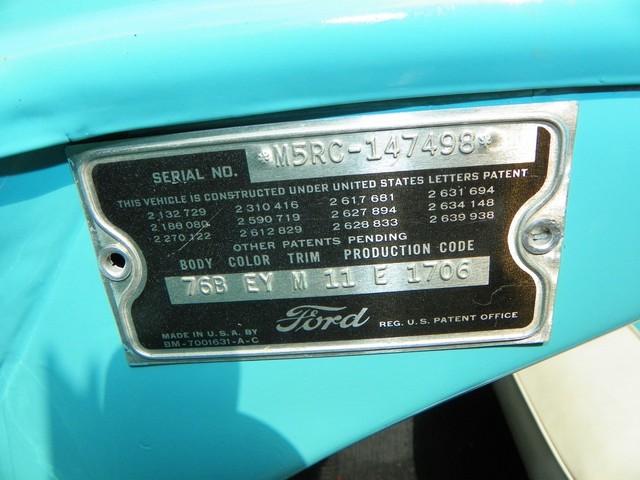 SERIAL NO. *M5RC-147498*
THIS VEHICLE IS CONSTRUCTED UNDER UNITED STATES LETTERS PATENT
2 132 729 2 310 416 2 617 681 2 631 694
2 188 080 2 590 719 2 627 894 2 634 148
2 270 122 2 612 829 2 628 833 2 639 938
OTHER PATENTS PENDING
BODY COLOR TRIM PRODUCTION CODE
76B EY M 11 E 1706
MADE IN U.S.A. BY Ford REG. U.S. PATENT OFFICE
BM-7001631-A-C